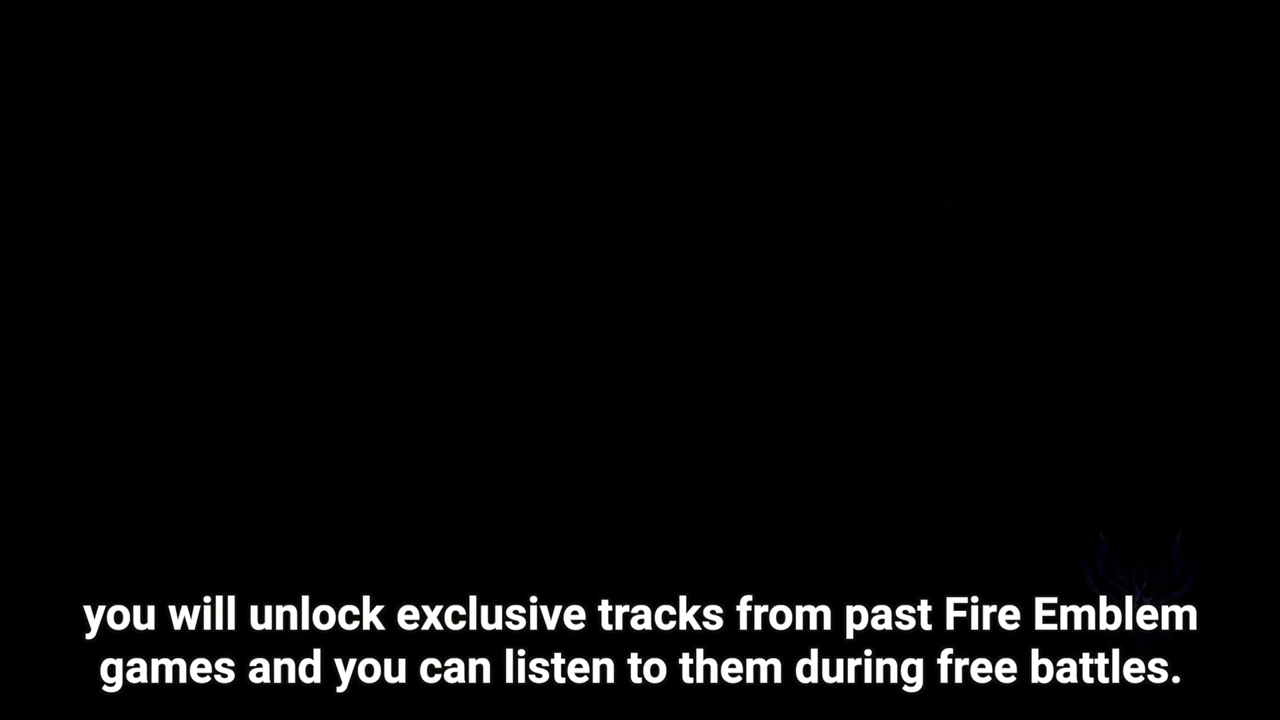 you will unlock exclusive tracks from past Fire Emblem
games and you can listen to them during free battles.